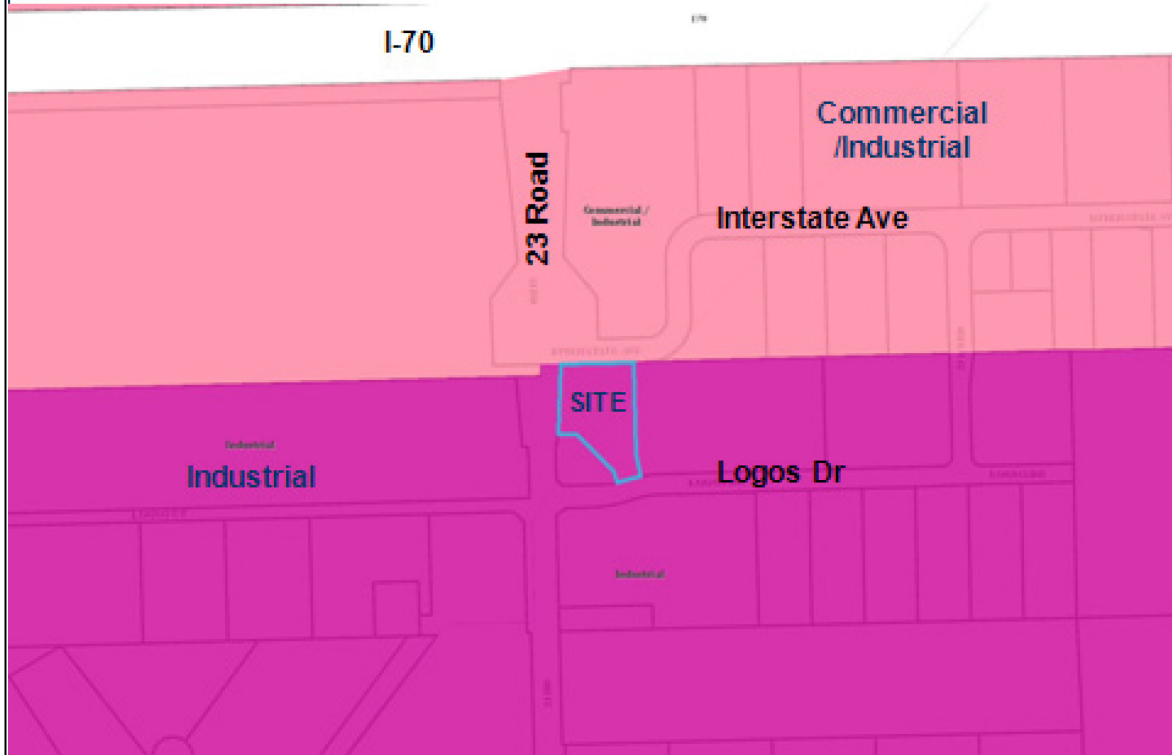 I-70
Commercial
/Industrial
23 Road
Commercial /
Industrial
Interstate Ave
SITE
Industrial
Industrial
Logos Dr
Industrial